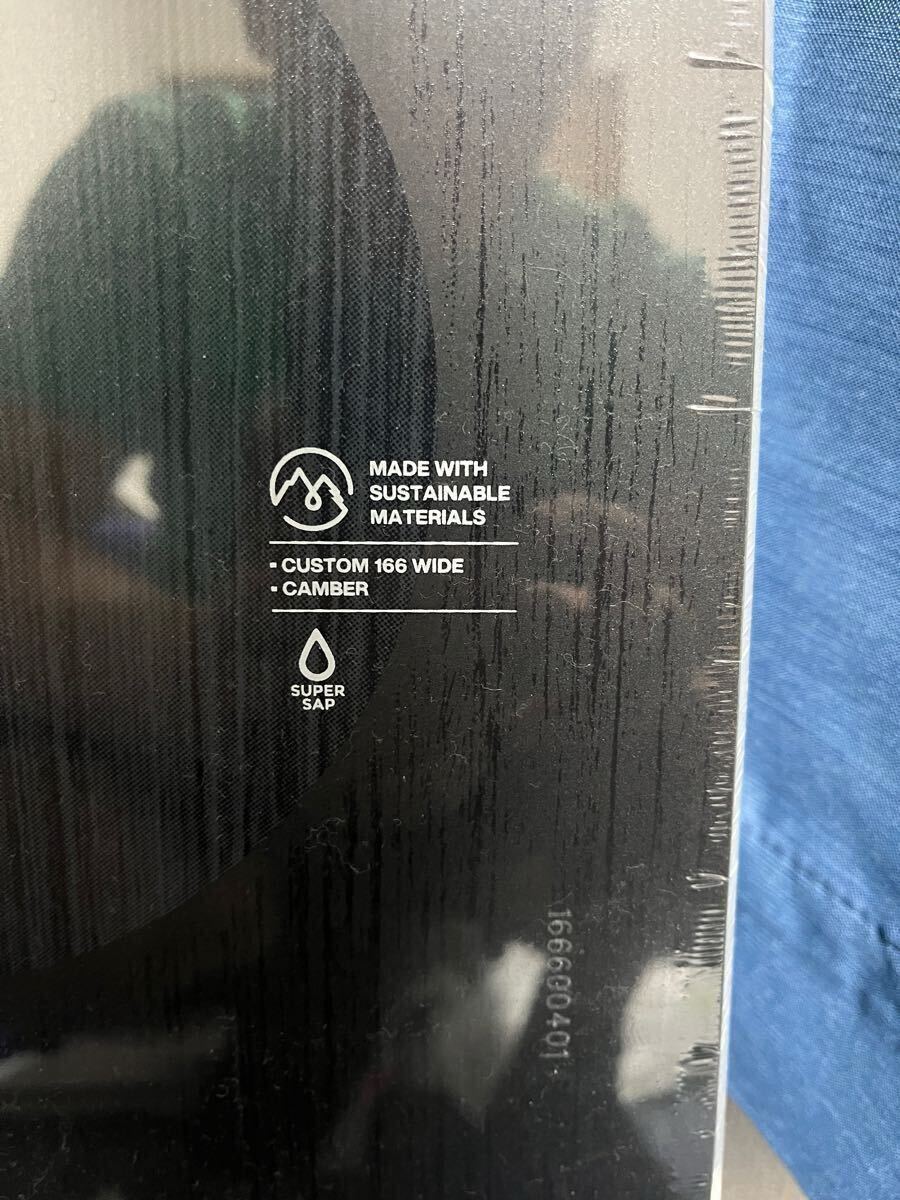 MADE WITH
SUSTAINABLE
MATERIALS
- CUSTOM 166 WIDE
- CAMBER
SUPER
SAP
166600401